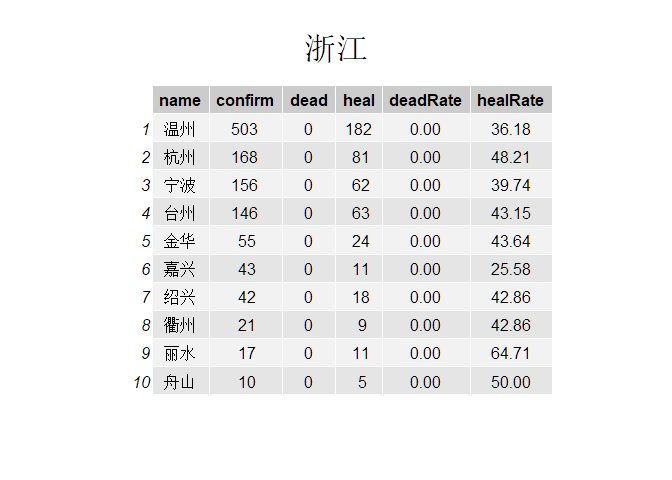 浙江
name confirm dead heal deadRate healRate
1 温州 503 0 182 0.00 36.18
2 杭州 168 0 81 0.00 48.21
3 宁波 156 0 62 0.00 39.74
4 台州 146 0 63 0.00 43.15
5 金华 55 0 24 0.00 43.64
6 嘉兴 43 0 11 0.00 25.58
7 绍兴 42 0 18 0.00 42.86
8 衢州 21 0 9 0.00 42.86
9 丽水 17 0 11 0.00 64.71
10 舟山 10 0 5 0.00 50.00